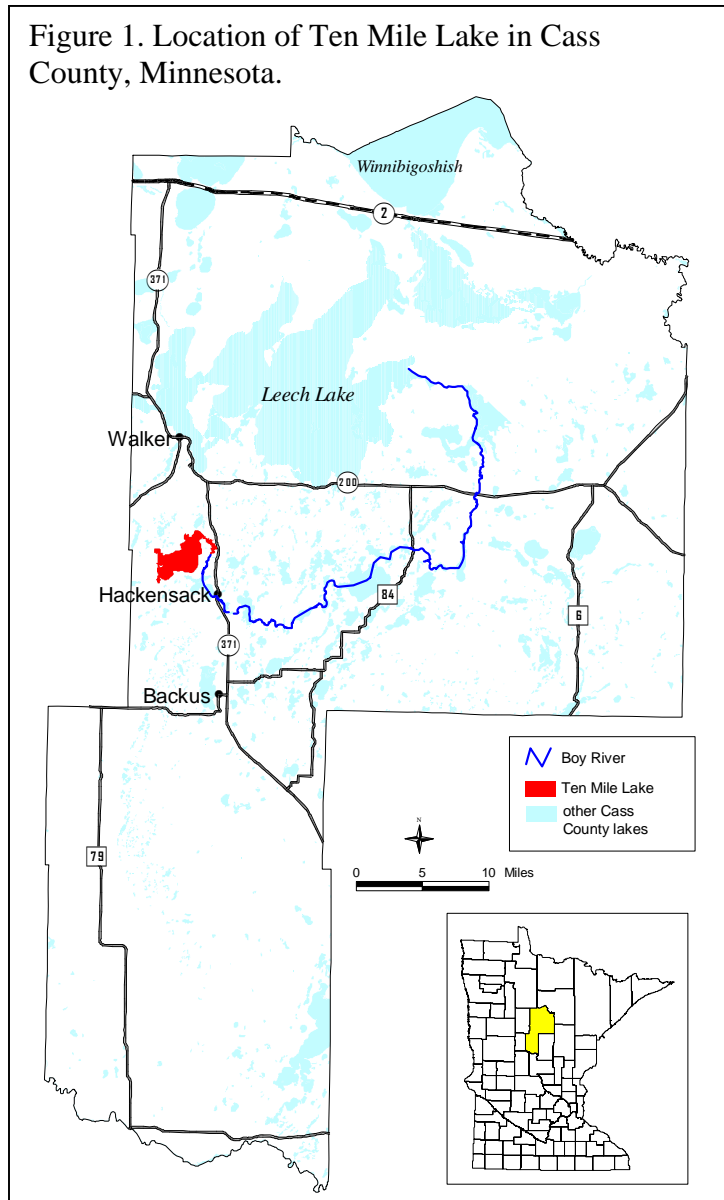 Figure 1. Location of Ten Mile Lake in Cass
County, Minnesota.
Winnibigoshish
2
371
Leech Lake
Walker
200
Hackensack
84
6
371
Backus
Boy River
Ten Mile Lake
other Cass
County lakes
N
79
0 5 10 Miles